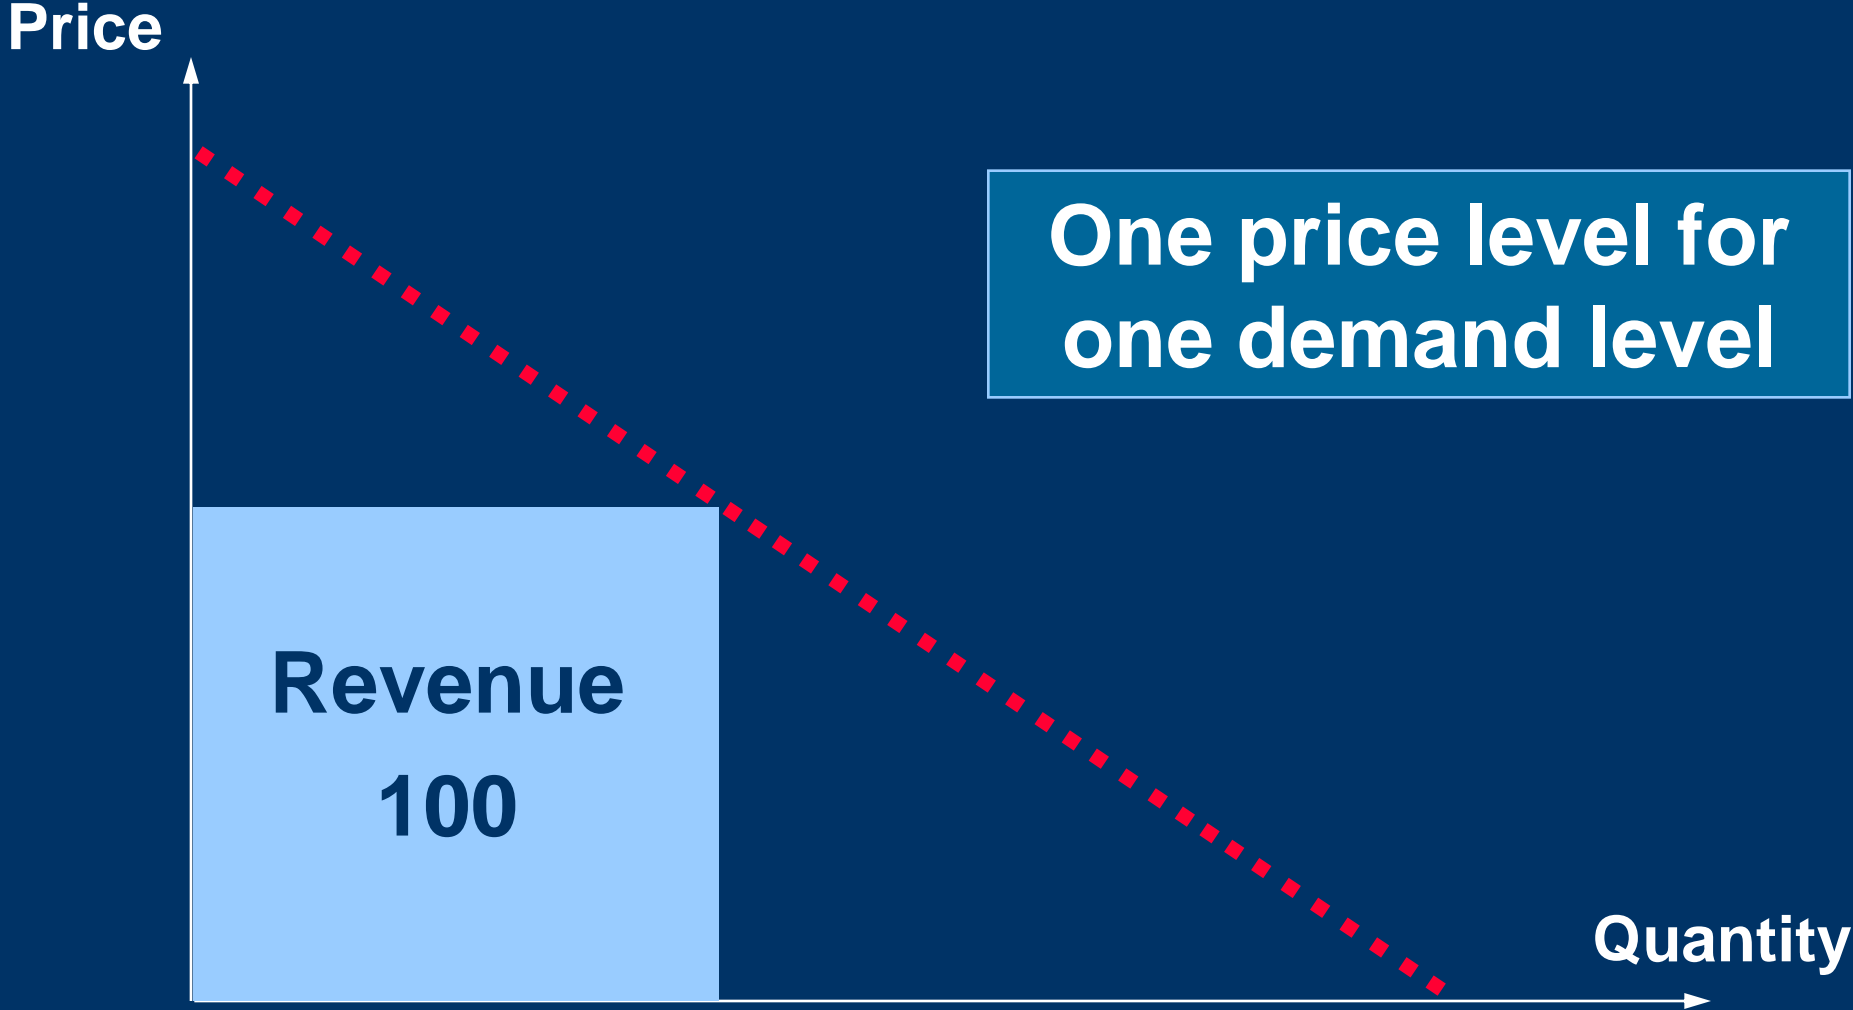 Price
One price level for
one demand level
Revenue
100
Quantity